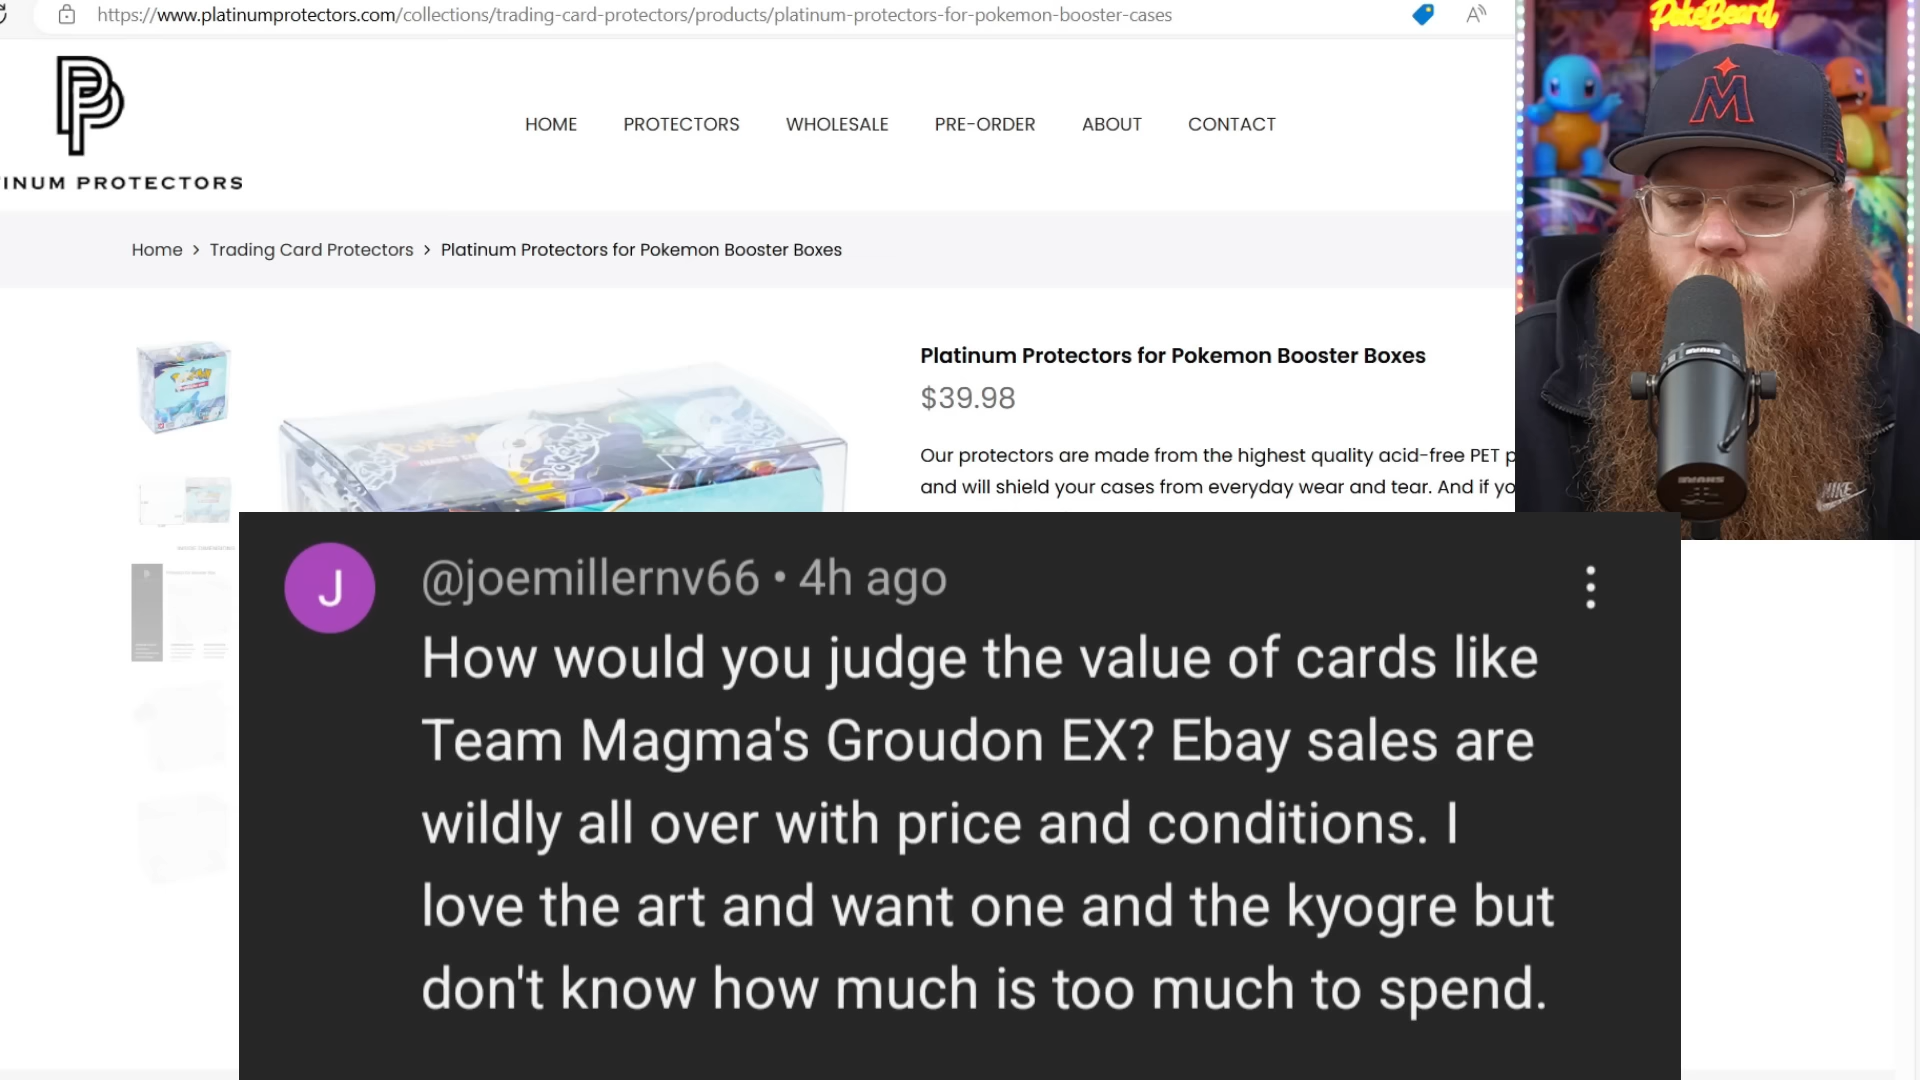 https://www.platinumprotectors.com/collections/trading-card-protectors/products/platinum-protectors-for-pokemon-booster-cases
PokeBeard
M
INUM PROTECTORS
HOME PROTECTORS WHOLESALE PRE-ORDER ABOUT CONTACT
Home > Trading Card Protectors > Platinum Protectors for Pokemon Booster Boxes
Platinum Protectors for Pokemon Booster Boxes
$39.98
Our protectors are made from the highest quality acid-free PET p
and will shield your cases from everyday wear and tear. And if yo
NIKE
J
@joemillernv66 • 4h ago
How would you judge the value of cards like
Team Magma's Groudon EX? Ebay sales are
wildly all over with price and conditions. I
love the art and want one and the kyogre but
don't know how much is too much to spend.